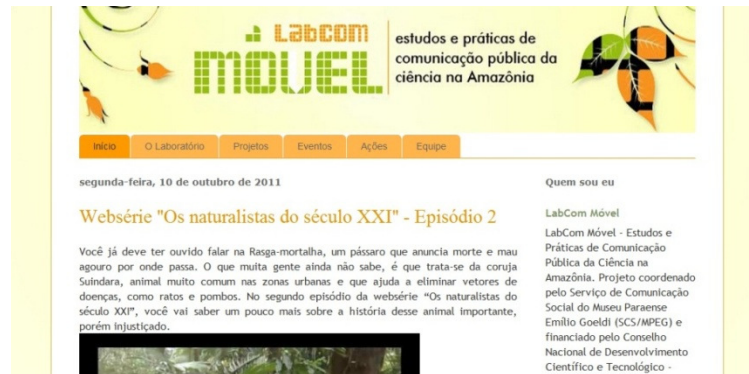 LabCom
MÓVEL
estudos e práticas de
comunicação pública da
ciência na Amazônia
Início O Laboratório Projetos Eventos Ações Equipe
segunda-feira, 10 de outubro de 2011
Websérie "Os naturalistas do século XXI" - Episódio 2
Você já deve ter ouvido falar na Rasga-mortalha, um pássaro que anuncia morte e mau
agouro por onde passa. O que muita gente ainda não sabe, é que trata-se da coruja
Suindara, animal muito comum nas zonas urbanas e que ajuda a eliminar vetores de
doenças, como ratos e pombos. No segundo episódio da websérie “Os naturalistas do
século XXI”, você vai saber um pouco mais sobre a história desse animal importante,
porém injustiçado.
Quem sou eu
LabCom Móvel
LabCom Móvel - Estudos e
Práticas de Comunicação
Pública da Ciência na
Amazônia. Projeto coordenado
pelo Serviço de Comunicação
Social do Museu Paraense
Emílio Goeldi (SCS/MPEG) e
financiado pelo Conselho
Nacional de Desenvolvimento
Científico e Tecnológico -